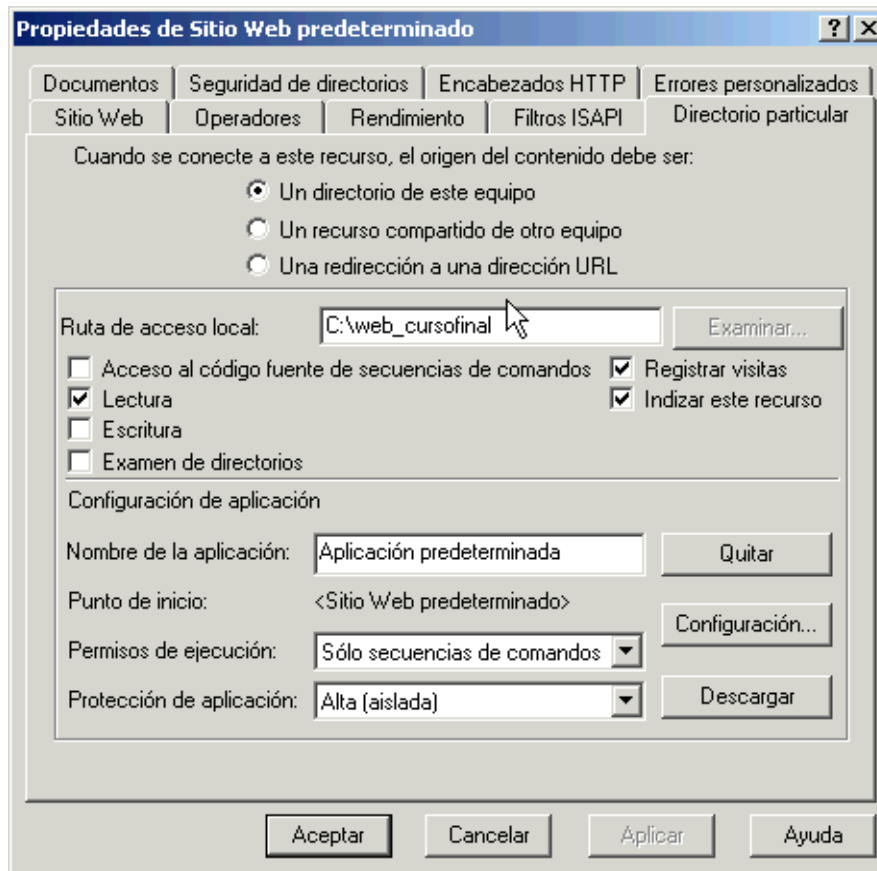 Propiedades de Sitio Web predeterminado
Documentos Seguridad de directorios Encabezados HTTP Errores personalizados
Sitio Web Operadores Rendimiento Filtros ISAPI Directorio particular
Cuando se conecte a este recurso, el origen del contenido debe ser:
Un directorio de este equipo
Un recurso compartido de otro equipo
Una redirección a una dirección URL
Ruta de acceso local: C:\web_cursofinal Examinar...
Acceso al código fuente de secuencias de comandos Registrar visitas
Lectura Indizar este recurso
Escritura
Examen de directorios
Configuración de aplicación
Nombre de la aplicación: Aplicación predeterminada Quitar
Punto de inicio: <Sitio Web predeterminado>
Configuración...
Permisos de ejecución: Sólo secuencias de comandos
Protección de aplicación: Alta (aislada) Descargar
Aceptar Cancelar Aplicar Ayuda